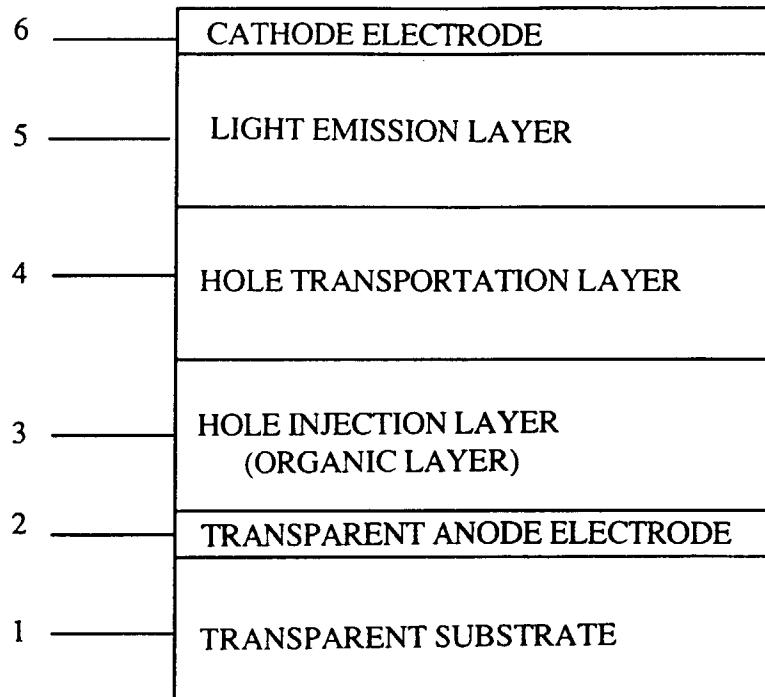 6 CATHODE ELECTRODE
5 LIGHT EMISSION LAYER
4 HOLE TRANSPORTATION LAYER
3 HOLE INJECTION LAYER
(ORGANIC LAYER)
2 TRANSPARENT ANODE ELECTRODE
1 TRANSPARENT SUBSTRATE